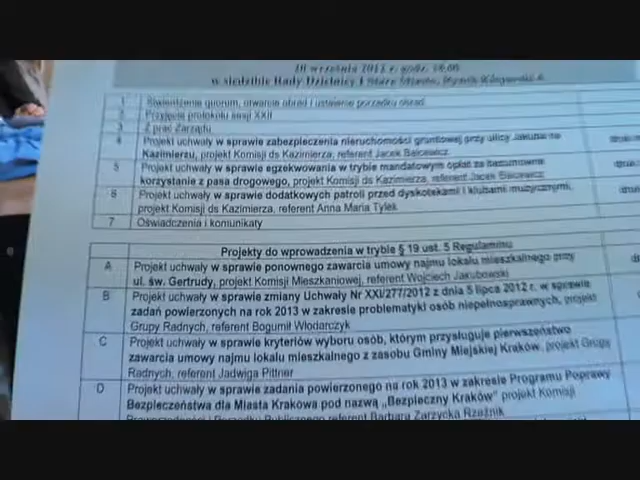 w siedzibie Rady Dzielnicy I Stare Miasto, Rynek
1 Stwierdzenie quorum, otwarcie obrad i ustalenie porządku obrad
2 Przyjęcie protokołu sesji XXII
3 Z prac Zarządu
4 Projekt uchwały w sprawie zabezpieczenia nieruchomości gruntowej przy ulicy na
Kazimierzu, projekt Komisji ds Kazimierza, referent Jacek Balcewicz
5 Projekt uchwały w sprawie egzekwowania w trybie mandatowym opłat za bezumowne
korzystanie z pasa drogowego, projekt Komisji ds Kazimierza, referent Jacek Balcewicz
6 Projekt uchwały w sprawie dodatkowych patroli przed dyskotekami i klubami muzycznymi,
projekt Komisji ds Kazimierza, referent Anna Maria Tylek
7 Oświadczenia i komunikaty
Projekty do wprowadzenia w trybie § 19 ust. 5 Regulaminu
A Projekt uchwały w sprawie ponownego zawarcia umowy najmu lokalu mieszkalnego przy
ul. św. Gertrudy, projekt Komisji Mieszkaniowej, referent Wojciech Jakubowski
B Projekt uchwały w sprawie zmiany Uchwały Nr XXI/277/2012 z dnia 5 lipca 2012 r. w sprawie
zadań powierzonych na rok 2013 w zakresie problematyki osób niepełnosprawnych, projekt
Grupy Radnych, referent Bogumił Włodarczyk
C Projekt uchwały w sprawie kryteriów wyboru osób, którym przysługuje pierwszeństwo
zawarcia umowy najmu lokalu mieszkalnego z zasobu Gminy Miejskiej Kraków, projekt Grupy
Radnych, referent Jadwiga Pittner
D Projekt uchwały w sprawie zadania powierzonego na rok 2013 w zakresie Programu Poprawy
Bezpieczeństwa dla Miasta Krakowa pod nazwą „Bezpieczny Kraków” projekt Komisji
Praworządności i Porządku Publicznego referent Barbara Zarzycka Rzeźnik